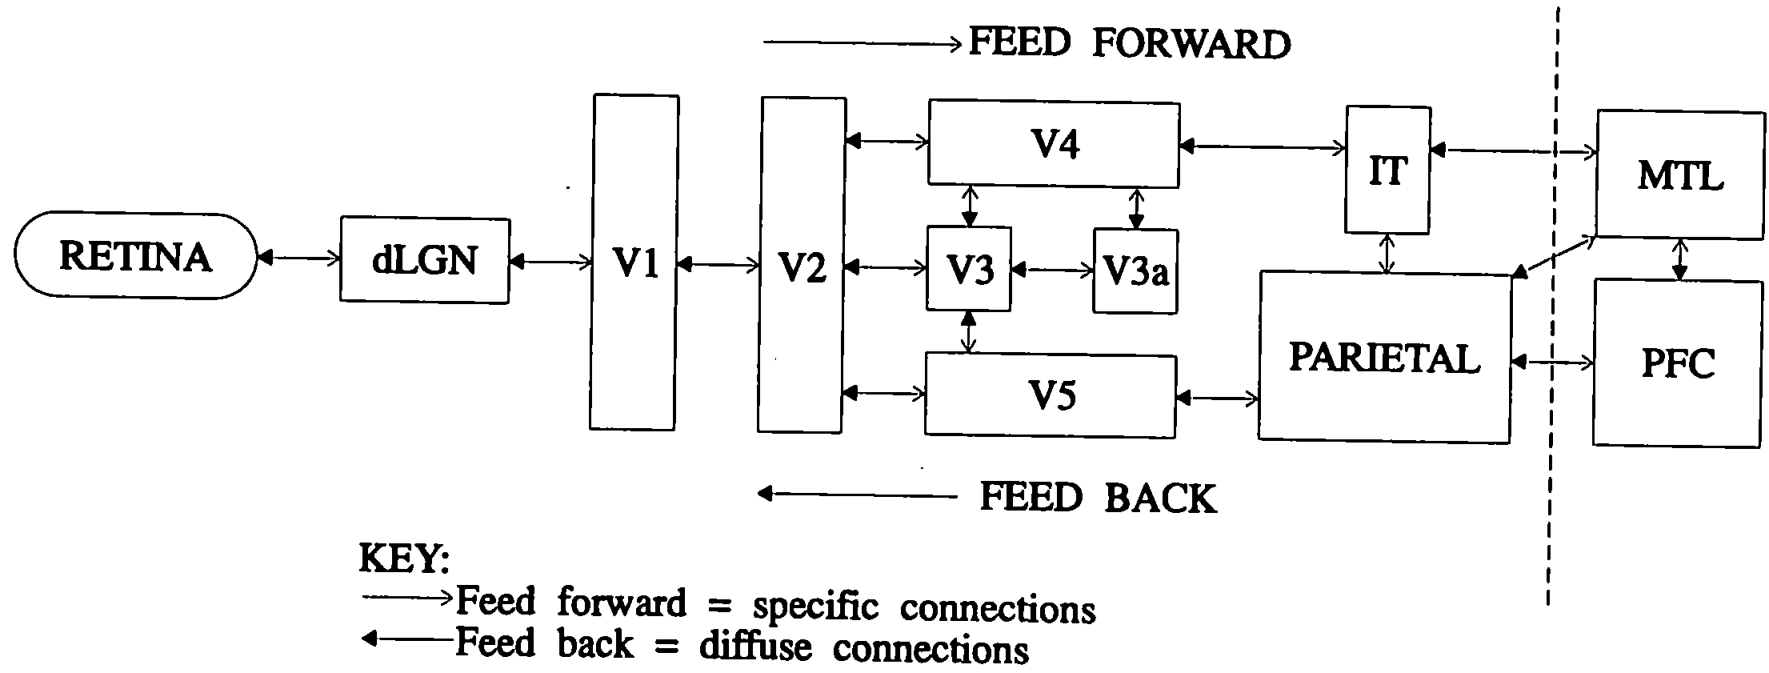 FEED FORWARD
V4
IT
MTL
RETINA
dLGN
V1
V2
V3
V3a
PARIETAL
PFC
V5
FEED BACK
KEY:
Feed forward = specific connections
Feed back = diffuse connections